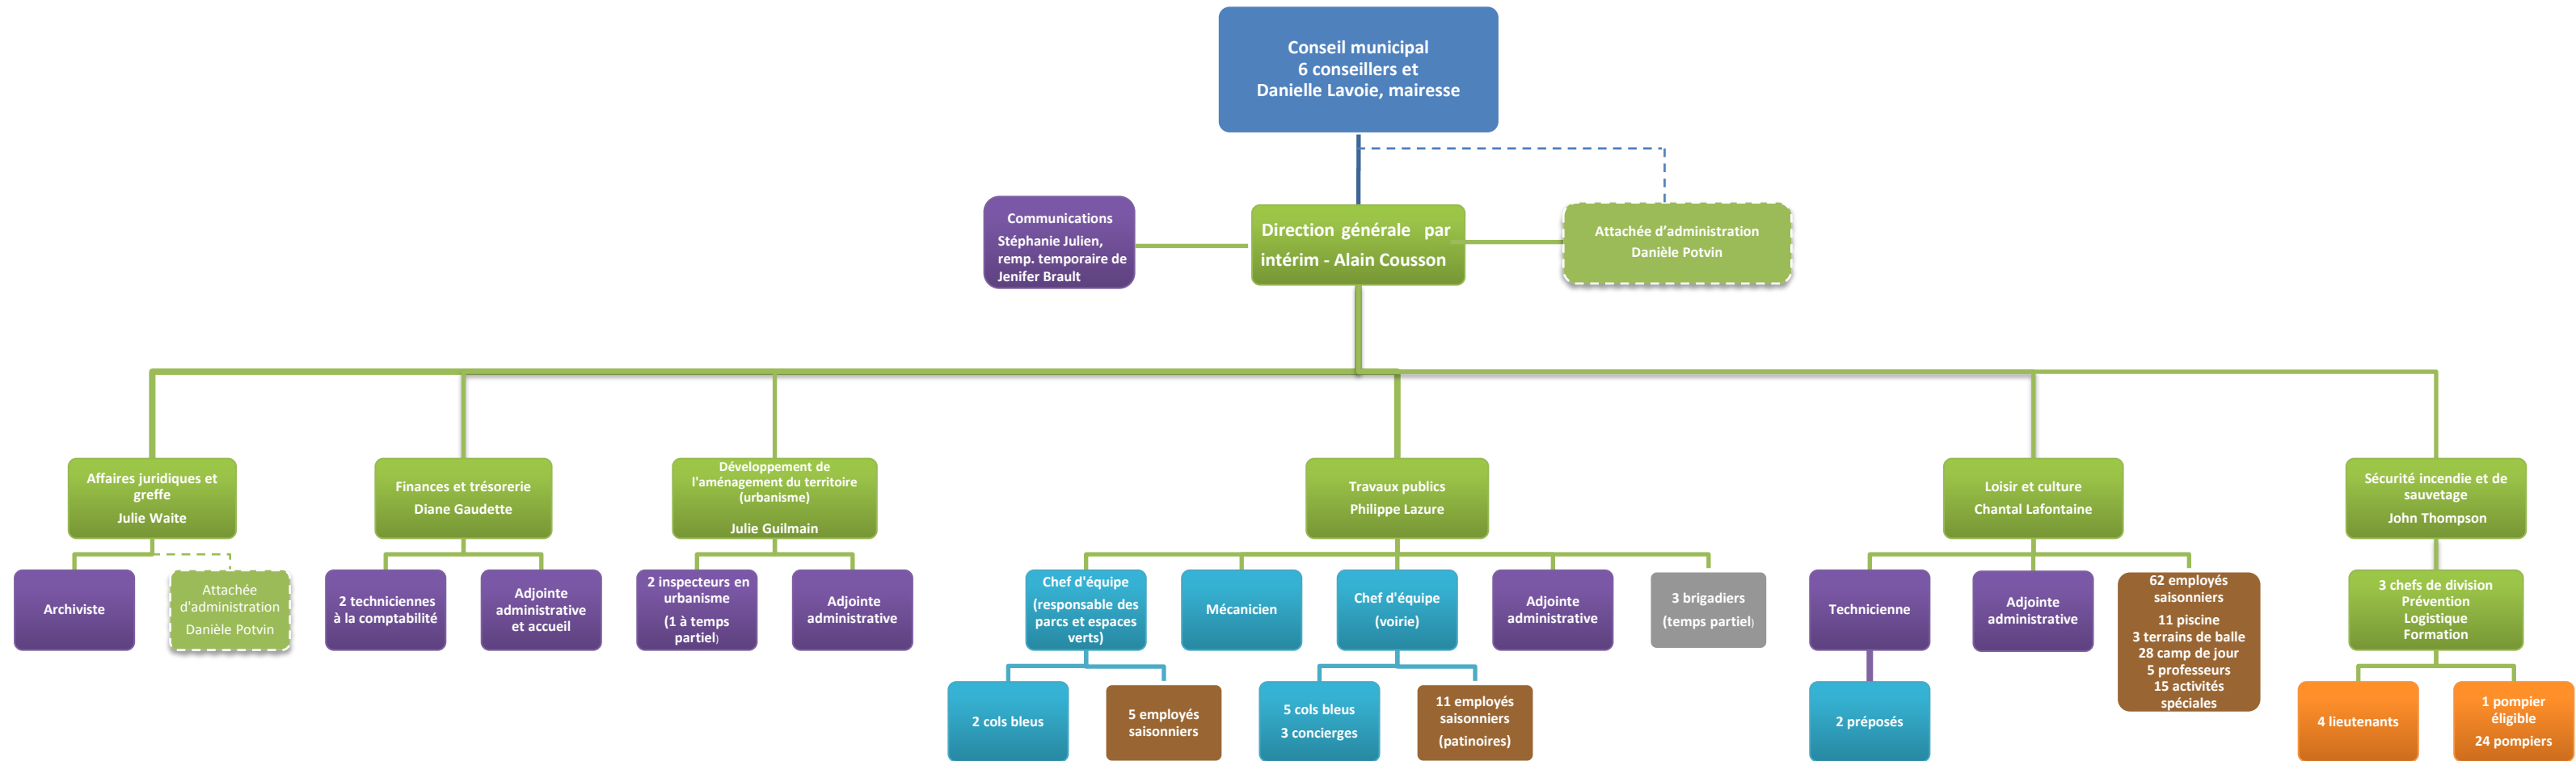 Conseil municipal
6 conseillers et
Danielle Lavoie, mairesse
Communications
Stéphanie Julien,
remp. temporaire de
Jenifer Brault
Direction générale par
intérim - Alain Cousson
Attachée d'administration
Danièle Potvin
Affaires juridiques et
greffe
Julie Waite
Finances et trésorerie
Diane Gaudette
Développement de
l'aménagement du territoire
(urbanisme)
Julie Guilmain
Travaux publics
Philippe Lazure
Loisir et culture
Chantal Lafontaine
Sécurité incendie et de
sauvetage
John Thompson
Archiviste
Attachée
d'administration
Danièle Potvin
2 techniciennes
à la comptabilité
Adjointe
administrative
et accueil
2 inspecteurs en
urbanisme
(1 à temps
partiel)
Adjointe
administrative
Chef d'équipe
(responsable des
parcs et espaces
verts)
Mécanicien
Chef d'équipe
(voirie)
Adjointe
administrative
3 brigadiers
(temps partiel)
Technicienne
Adjointe
administrative
62 employés
saisonniers
11 piscine
3 terrains de balle
28 camp de jour
5 professeurs
15 activités
spéciales
3 chefs de division
Prévention
Logistique
Formation
2 cols bleus
5 employés
saisonniers
5 cols bleus
3 concierges
11 employés
saisonniers
(patinoires)
2 préposés
4 lieutenants
1 pompier
éligible
24 pompiers